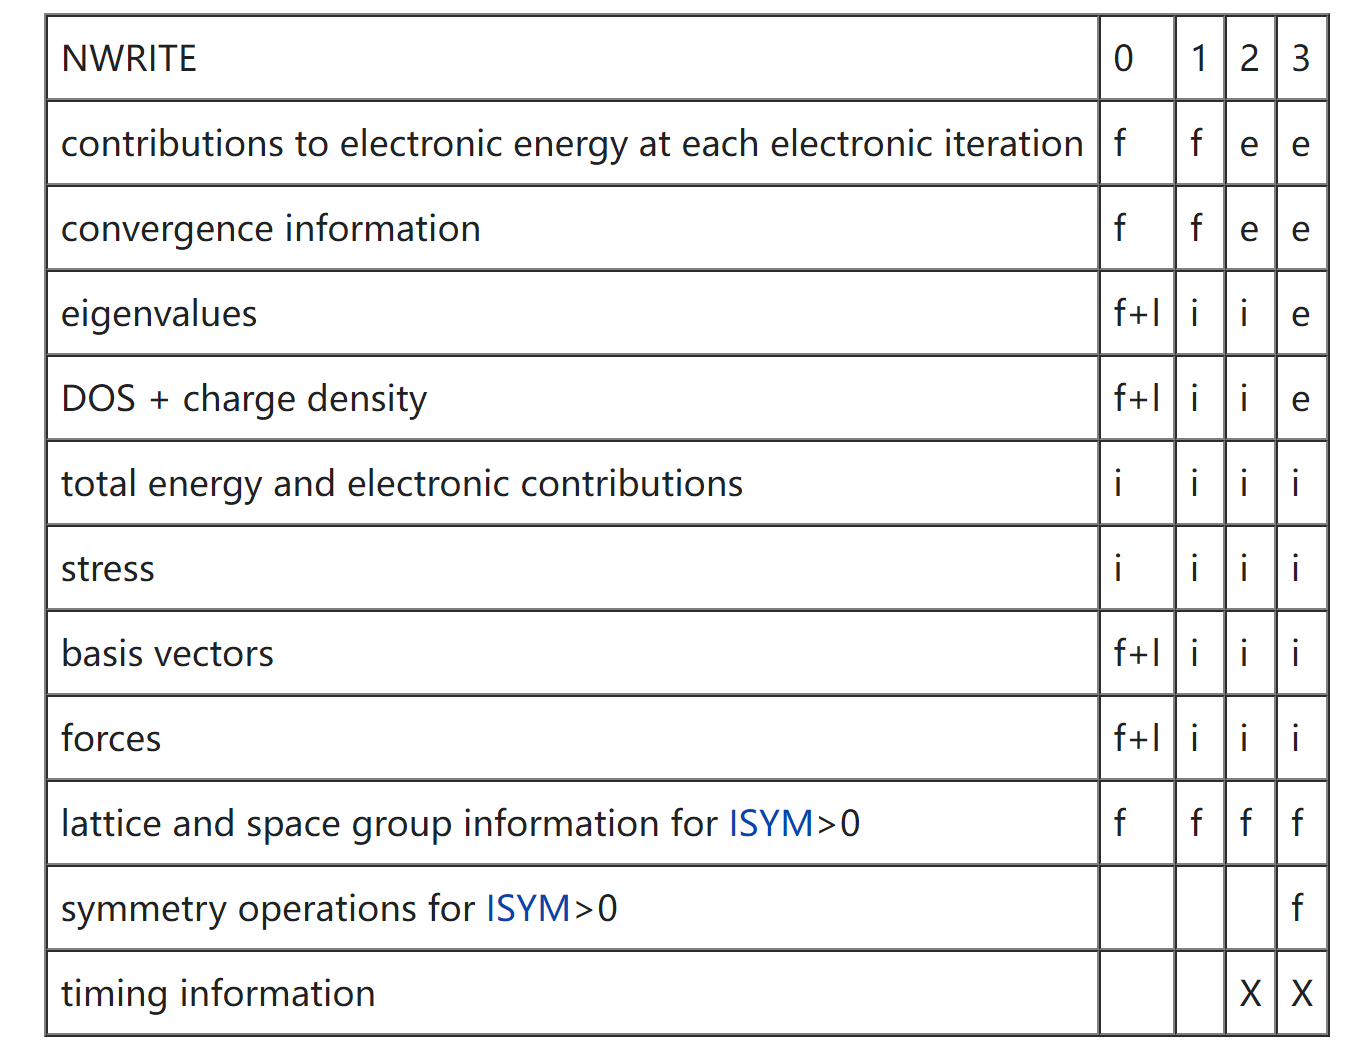 NWRITE 0 1 2 3
contributions to electronic energy at each electronic iteration f f e e
convergence information f f e e
eigenvalues f+l i i e
DOS + charge density f+l i i e
total energy and electronic contributions i i i i
stress i i i i
basis vectors f+l i i i
forces f+l i i i
lattice and space group information for ISYM>0 f f f f
symmetry operations for ISYM>0 f
timing information X X